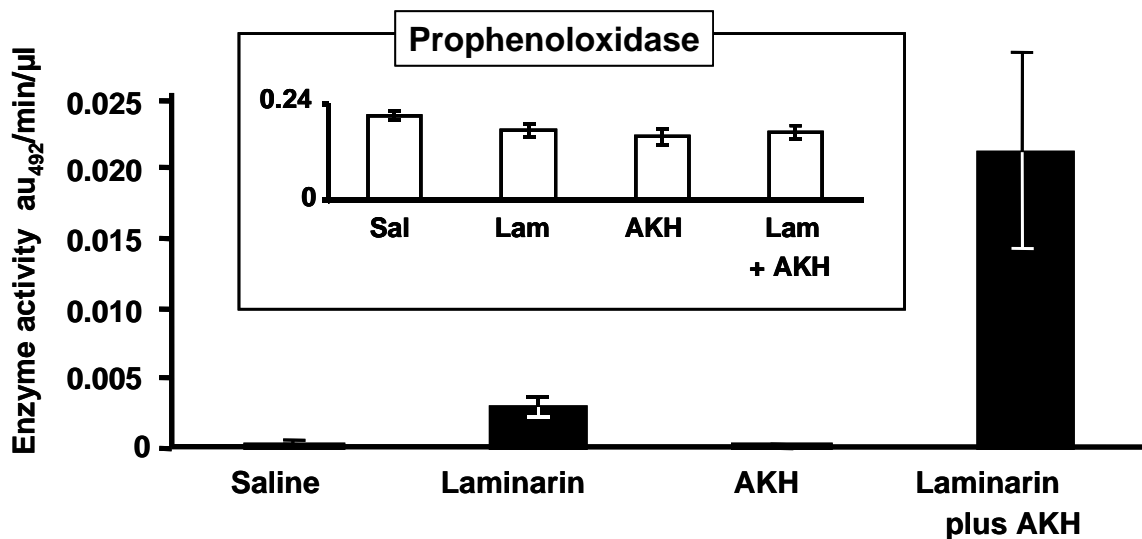 Prophenoloxidase
Enzyme activity au492/min/µl
0.025
0.020
0.015
0.010
0.005
0
0.24
0
Sal Lam AKH Lam
+ AKH
Saline Laminarin AKH Laminarin
plus AKH